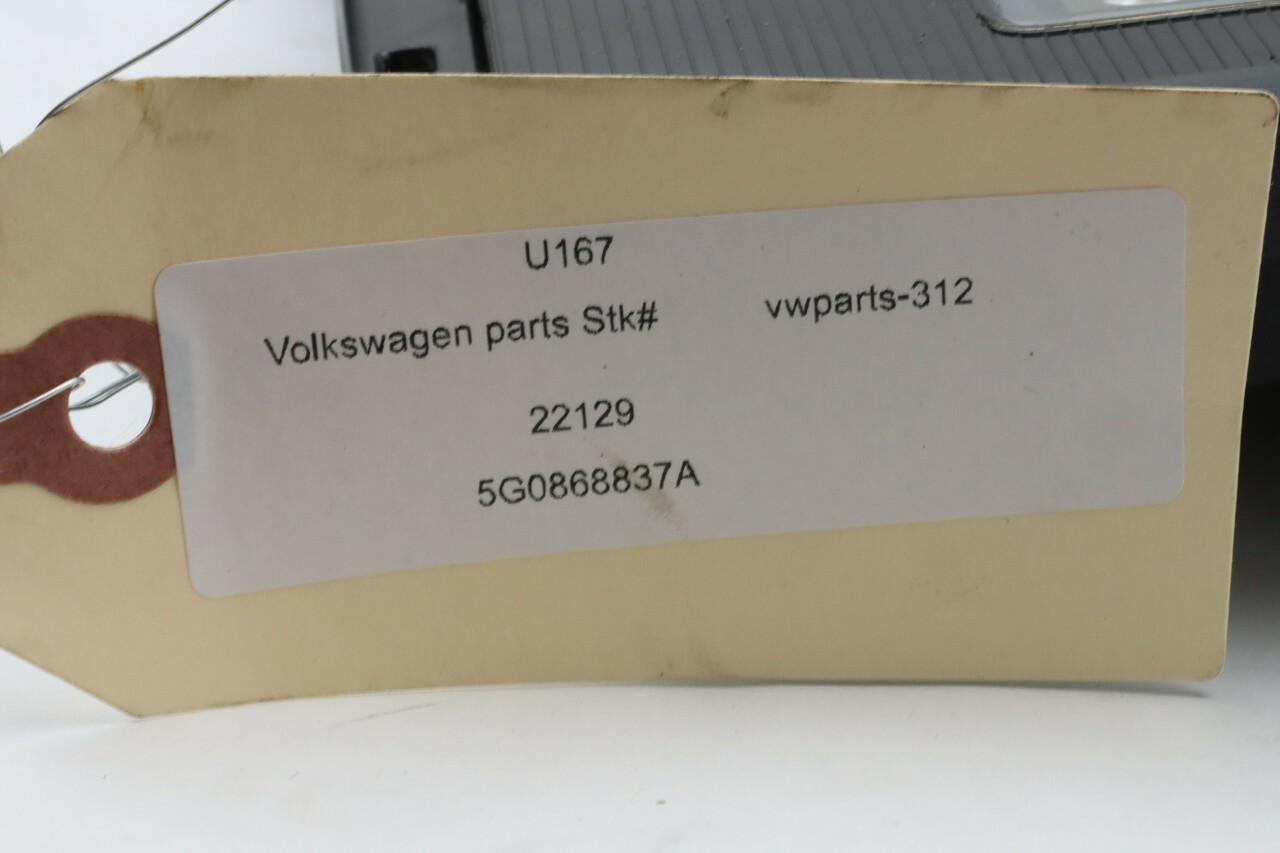 U167
Volkswagen parts Stk# vwparts-312
22129
5G0868837A